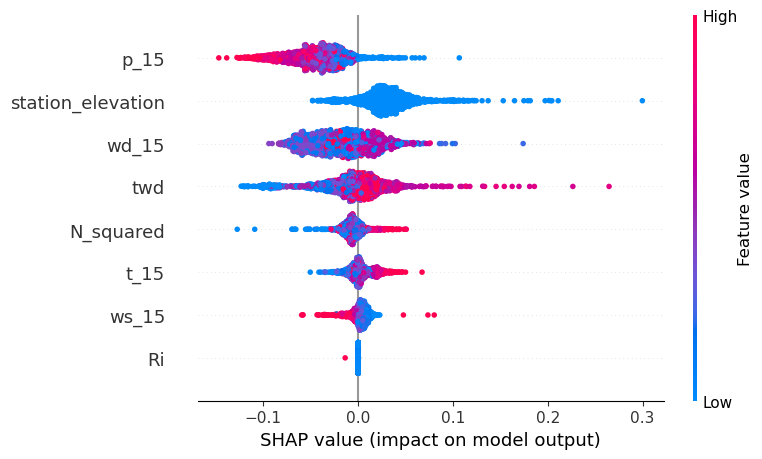 High
p_15
station_elevation
wd_15
twd
N_squared
t_15
ws_15
Ri
Feature value
Low
−0.1 0.0 0.1 0.2 0.3
SHAP value (impact on model output)